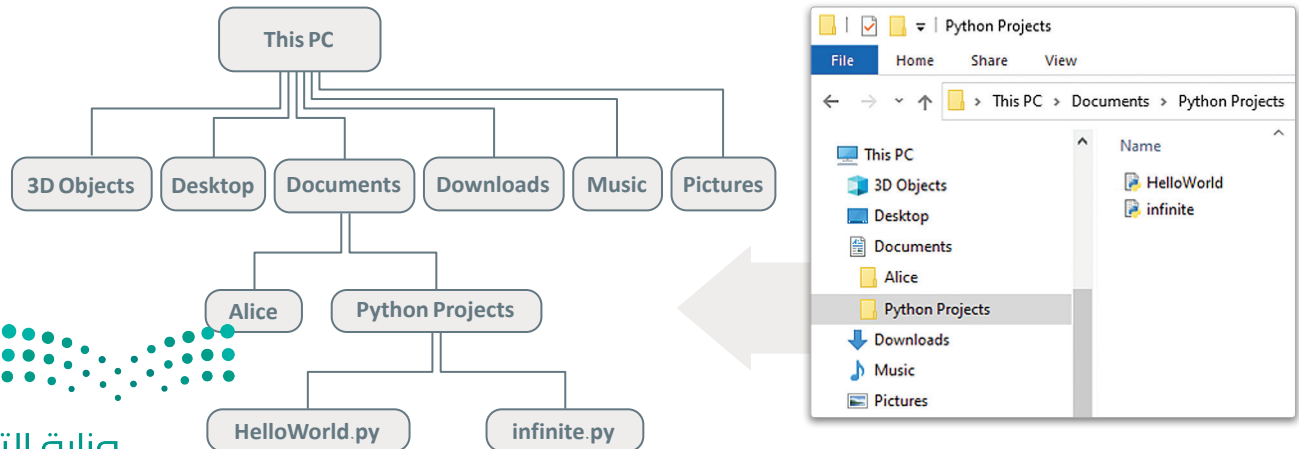 This PC
3D Objects
Desktop
Documents
Downloads
Music
Pictures
Alice
Python Projects
HelloWorld.py
infinite.py
وزارة
Python Projects
File Home Share View
This PC > Documents > Python Projects
This PC
3D Objects
Desktop
Documents
Alice
Python Projects
Downloads
Music
Pictures
Name
HelloWorld
infinite